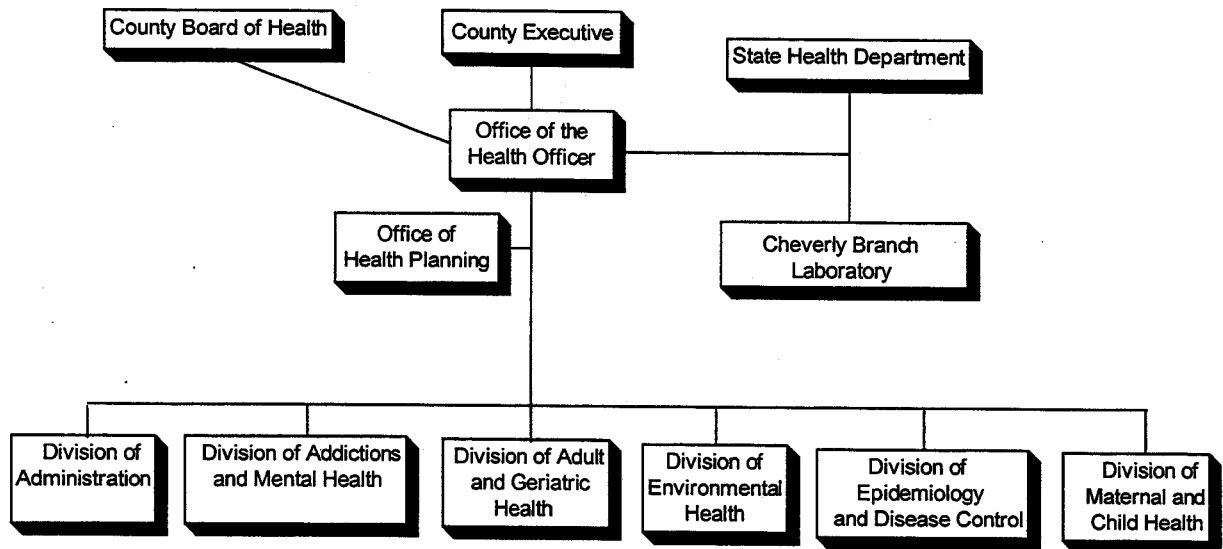 County Board of Health
County Executive
State Health Department
Office of the
Health Officer
Office of
Health Planning
Cheverly Branch
Laboratory
Division of
Administration
Division of Addictions
and Mental Health
Division of Adult
and Geriatric
Health
Division of
Environmental
Health
Division of
Epidemiology
and Disease Control
Division of
Maternal and
Child Health